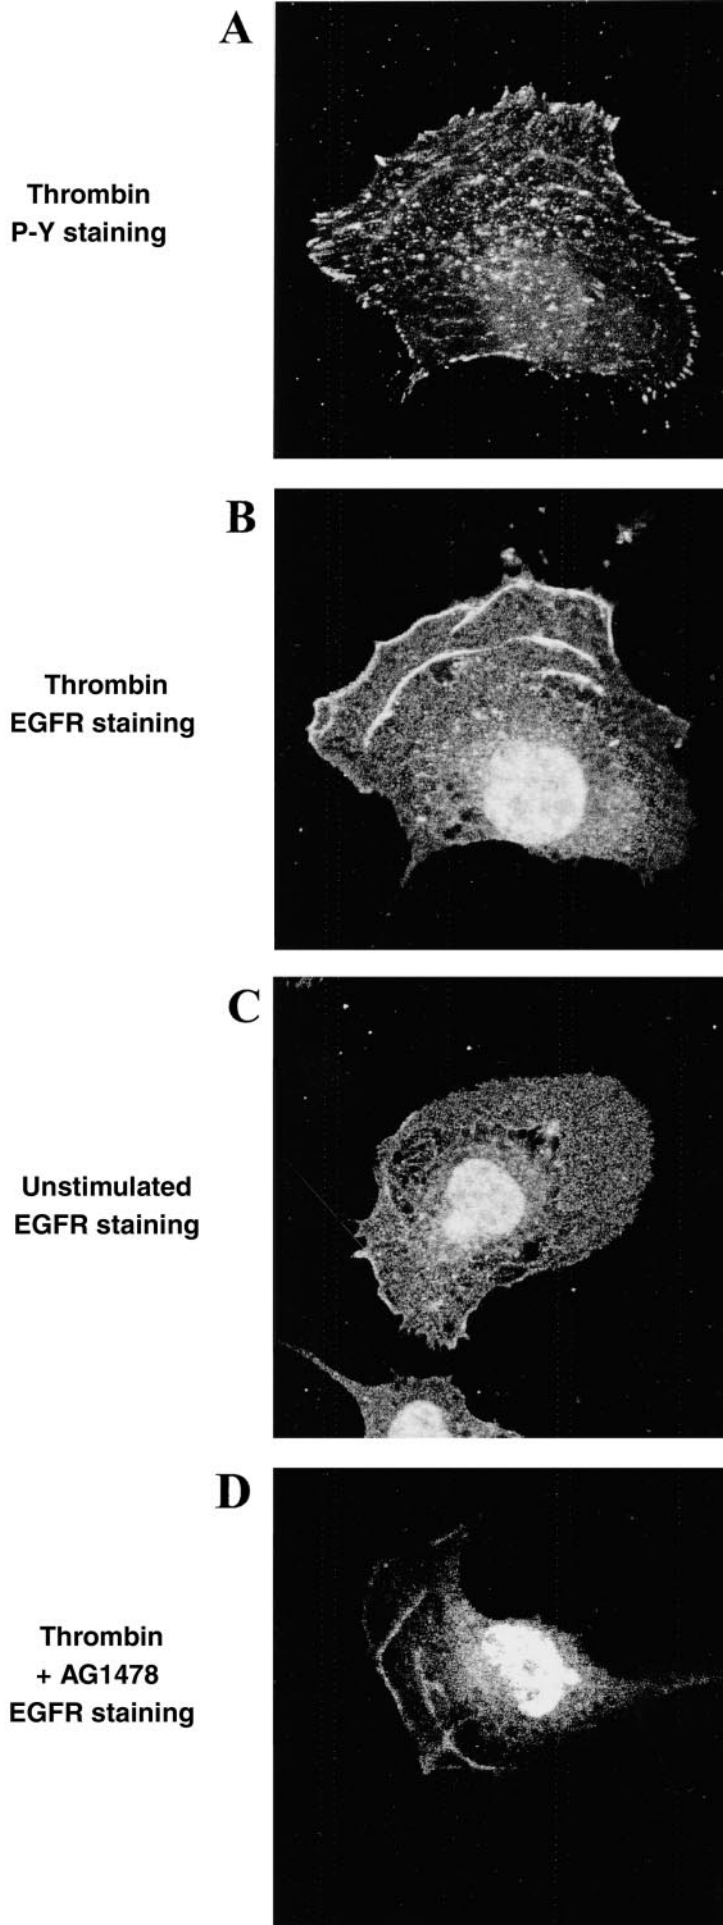 A
Thrombin
P-Y staining
B
Thrombin
EGFR staining
C
Unstimulated
EGFR staining
D
Thrombin
+ AG1478
EGFR staining